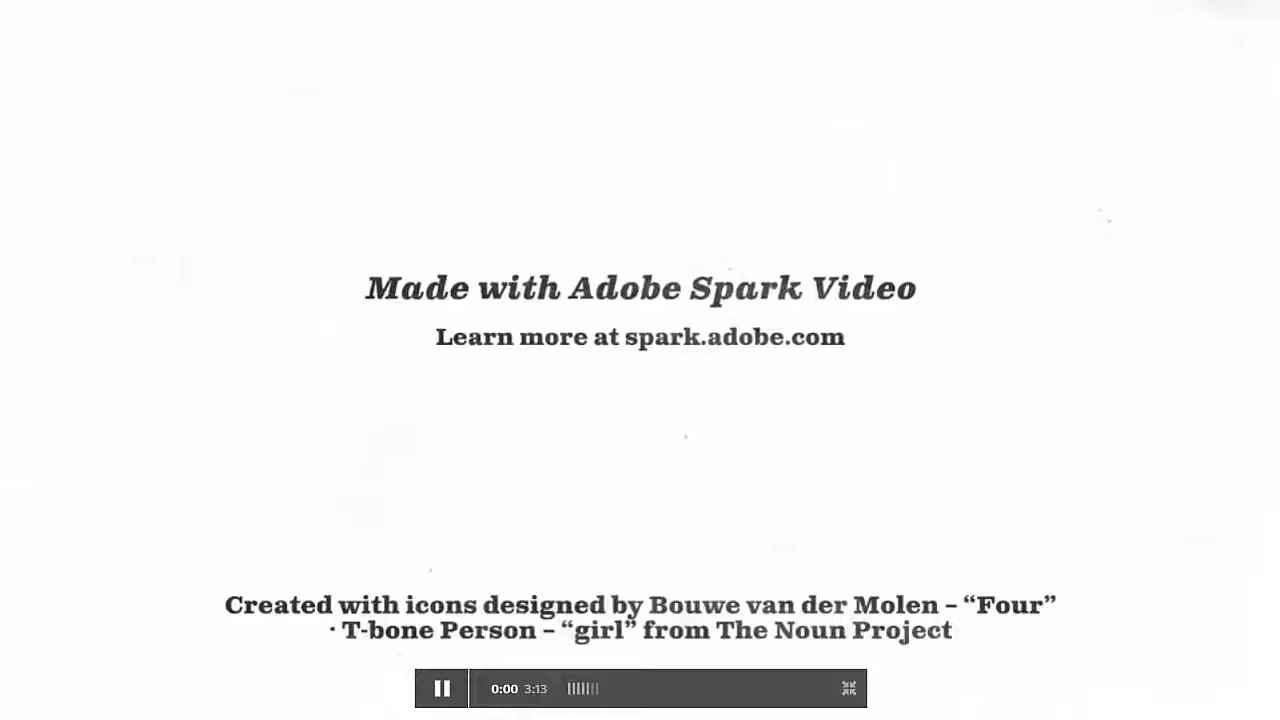 Made with Adobe Spark Video
Learn more at spark.adobe.com
Created with icons designed by Bouwe van der Molen – “Four”
· T-bone Person – “girl” from The Noun Project
0:00 3:13